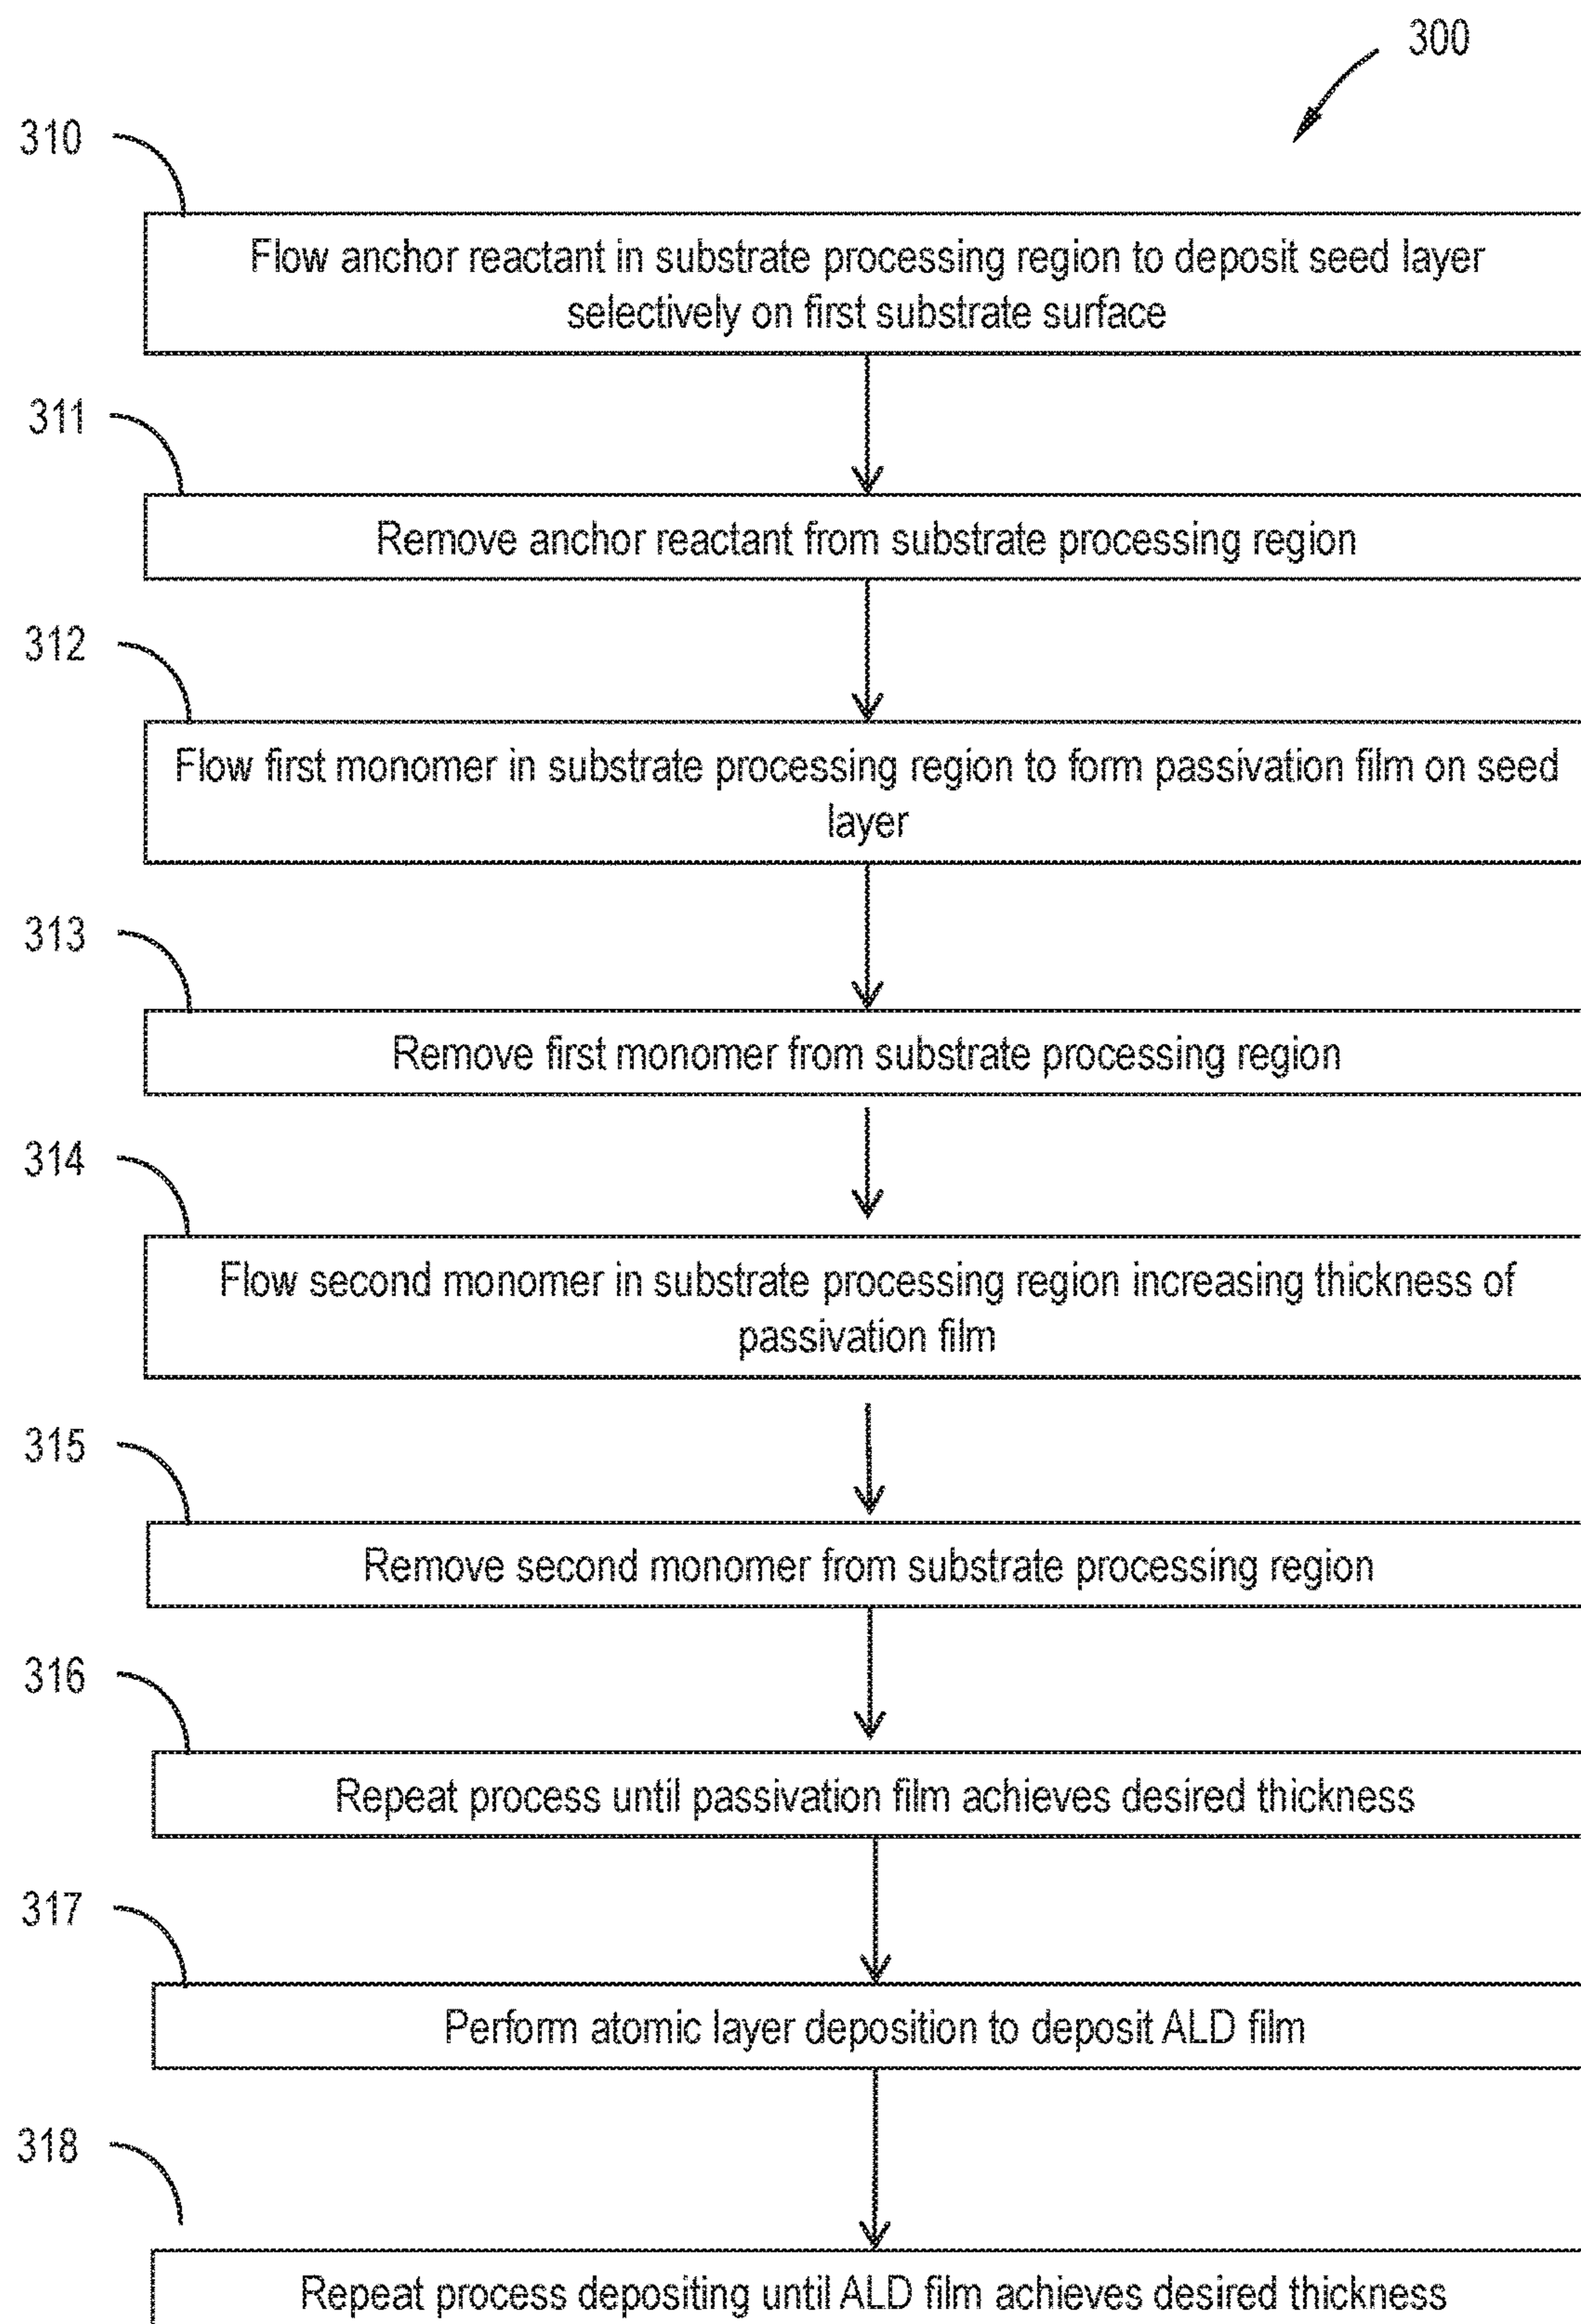 300
310
Flow anchor reactant in substrate processing region to deposit seed layer
selectively on first substrate surface
311
Remove anchor reactant from substrate processing region
312
Flow first monomer in substrate processing region to form passivation film on seed
layer
313
Remove first monomer from substrate processing region
314
Flow second monomer in substrate processing region increasing thickness of
passivation film
315
Remove second monomer from substrate processing region
316
Repeat process until passivation film achieves desired thickness
317
Perform atomic layer deposition to deposit ALD film
318
Repeat process depositing until ALD film achieves desired thickness